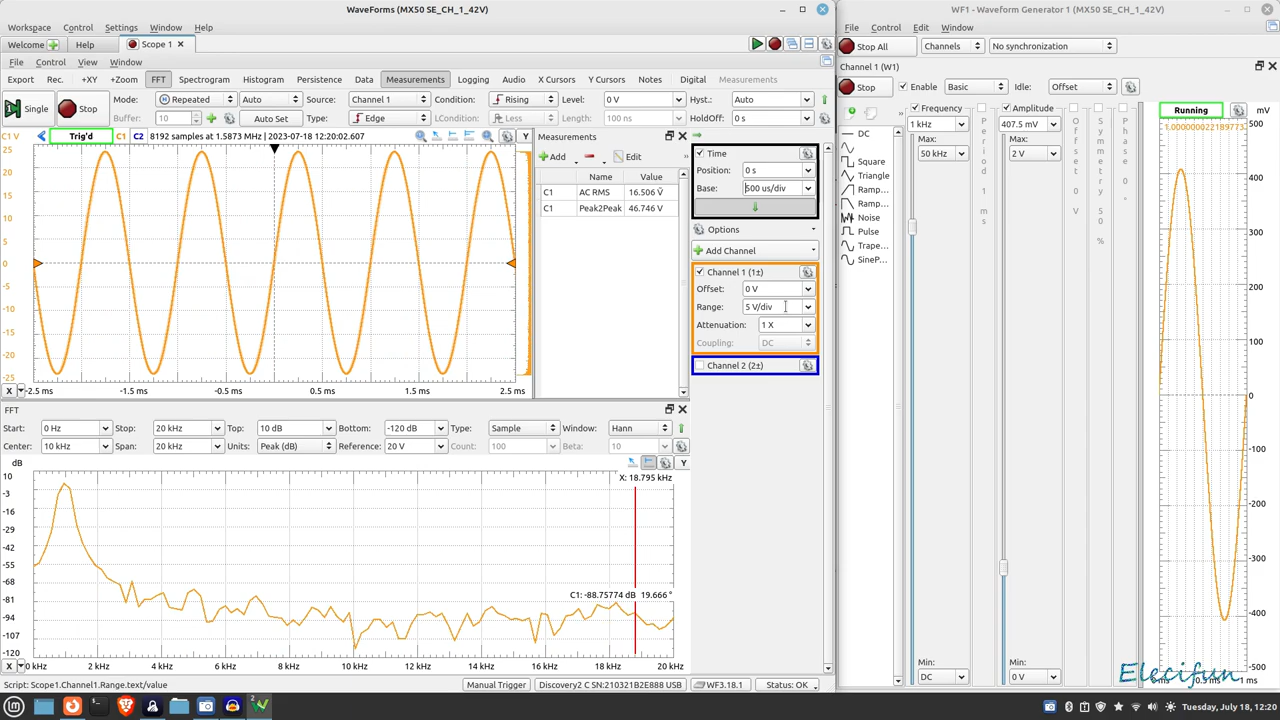 WaveForms (MX50 SE_CH_1_42V)
WF1 - Waveform Generator 1 (MX50 SE_CH_1_42V)
Workspace Control Settings Window Help
File Control Edit Window
Welcome Help Scope 1
Stop All Channels No synchronization
File Control View Window
Channel 1 (W1)
Export Rec. +XY +Zoom FFT Spectrogram Histogram Persistence Data Measurements Logging Audio X Cursors Y Cursors Notes Digital Measurements
Stop Enable Basic Idle: Offset
Single Stop Mode: Repeated Auto Source: Channel 1 Condition: Rising Level: 0 V Hyst.: Auto
Buffer: 10 Auto Set Type: Edge LCondition: Less Length: 100 ns HoldOff: 0 s
Frequency Amplitude Running mV
1 kHz 407.5 mV
Max: Max:
50 kHz 2 V
Period 1 ms
Offset 0 V
Symmetry 50 %
Phase 0 °
C1 V Trig'd C1 C2 8192 samples at 1.5873 MHz | 2023-07-18 12:20:02.607
Measurements
Add Edit
Name Value
C1 AC RMS 16.506 V
C1 Peak2Peak 46.746 V
Time
Position: 0 s
Base: 500 us/div
Options
Add Channel
Channel 1 (1±)
Offset: 0 V
Range: 5 V/div
Attenuation: 1 X
Coupling: DC
Channel 2 (2±)
DC
Square
Triangle
Ramp...
Ramp...
Noise
Pulse
Trape...
SineP...
25
20
15
10
5
0
-5
-10
-15
-20
-25
X -2.5 ms -1.5 ms -0.5 ms 0.5 ms 1.5 ms 2.5 ms
400
300
200
100
0
-100
-200
-300
-400
-500
FFT
Start: 0 Hz Stop: 20 kHz Top: 10 dB Bottom: -120 dB Type: Sample Window: Hann
Center: 10 kHz Span: 20 kHz Units: Peak (dB) Reference: 20 V Count: 100 Beta: 10
dB Y
X: 18.795 kHz
10
-3
-16
-29
-42
-55
-68
-81
-94
-107
C1: -88.75774 dB 19.666 °
X 0 kHz 2 kHz 4 kHz 6 kHz 8 kHz 10 kHz 12 kHz 14 kHz 16 kHz 18 kHz 20 kHz
Min: Min:
DC 0 V
Elecifun
Script: Scope1.Channel1.Range.text/value Manual Trigger Discovery2 C SN:210321B2E888 USB WF3.18.1 Status: OK
Tuesday, July 18, 12:20